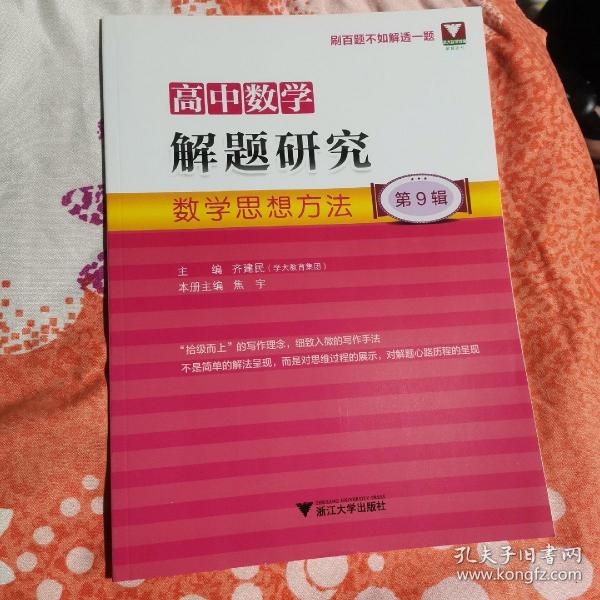 刷百题不如解透一题
高中数学
解题研究
数学思想方法
第9辑
主 编 齐建民（学大教育集团）
本册主编 焦 宇
“拾级而上”的写作理念，细致入微的写作手法
不是简单的解法呈现，而是对思维过程的展示，对解题心路历程的呈现
ZHEJIANG UNIVERSITY PRESS
浙江大学出版社
孔夫子旧书网
www.kongfz.com